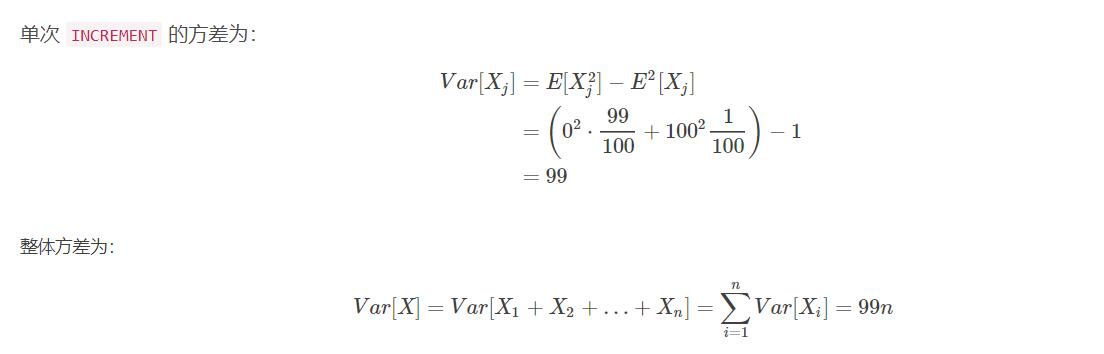 单次 INCREMENT 的方差为：
Var[X_j] = E[X_j^2] − E^2[X_j]
= (0^2 · 99/100 + 100^2 1/100) − 1
= 99
整体方差为：
Var[X] = Var[X_1 + X_2 + … + X_n] = ∑_{i=1}^{n} Var[X_i] = 99n